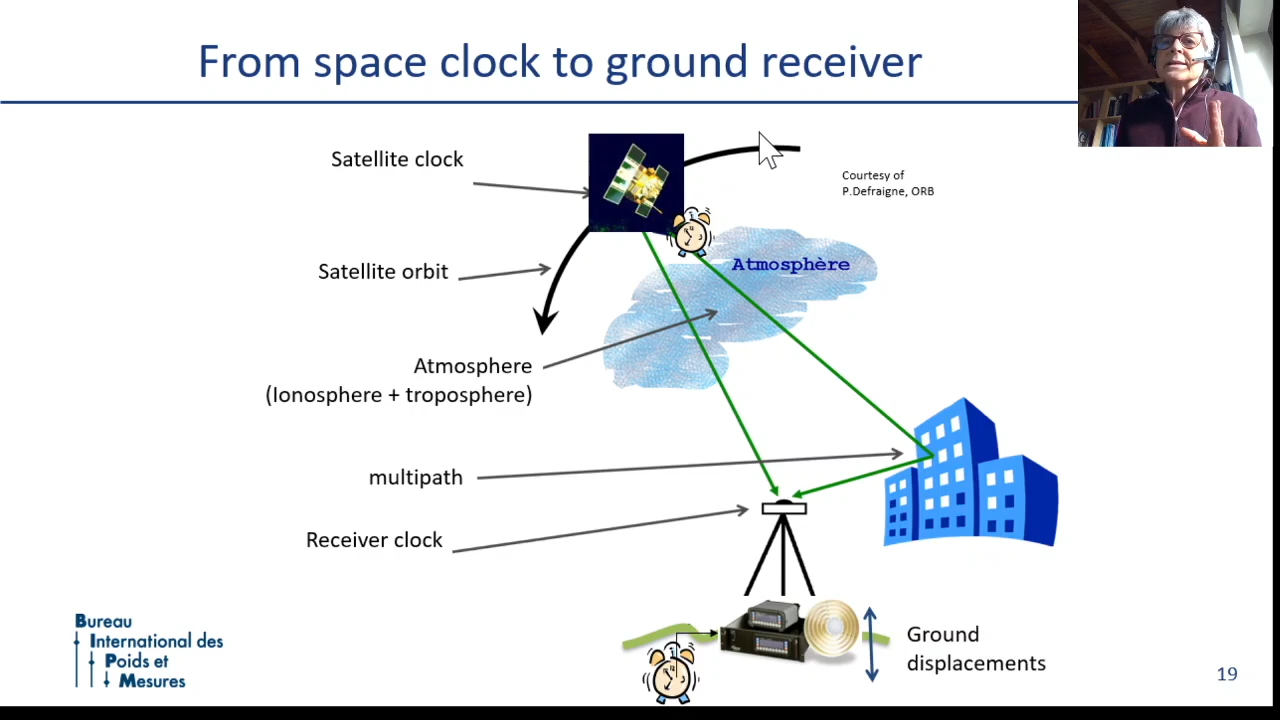 From space clock to ground receiver
Satellite clock
Courtesy of
P.Defraigne, ORB
Atmosphère
Satellite orbit
Atmosphere
(Ionosphere + troposphere)
multipath
Receiver clock
Ground
displacements
Bureau
International des
Poids et
Mesures
19